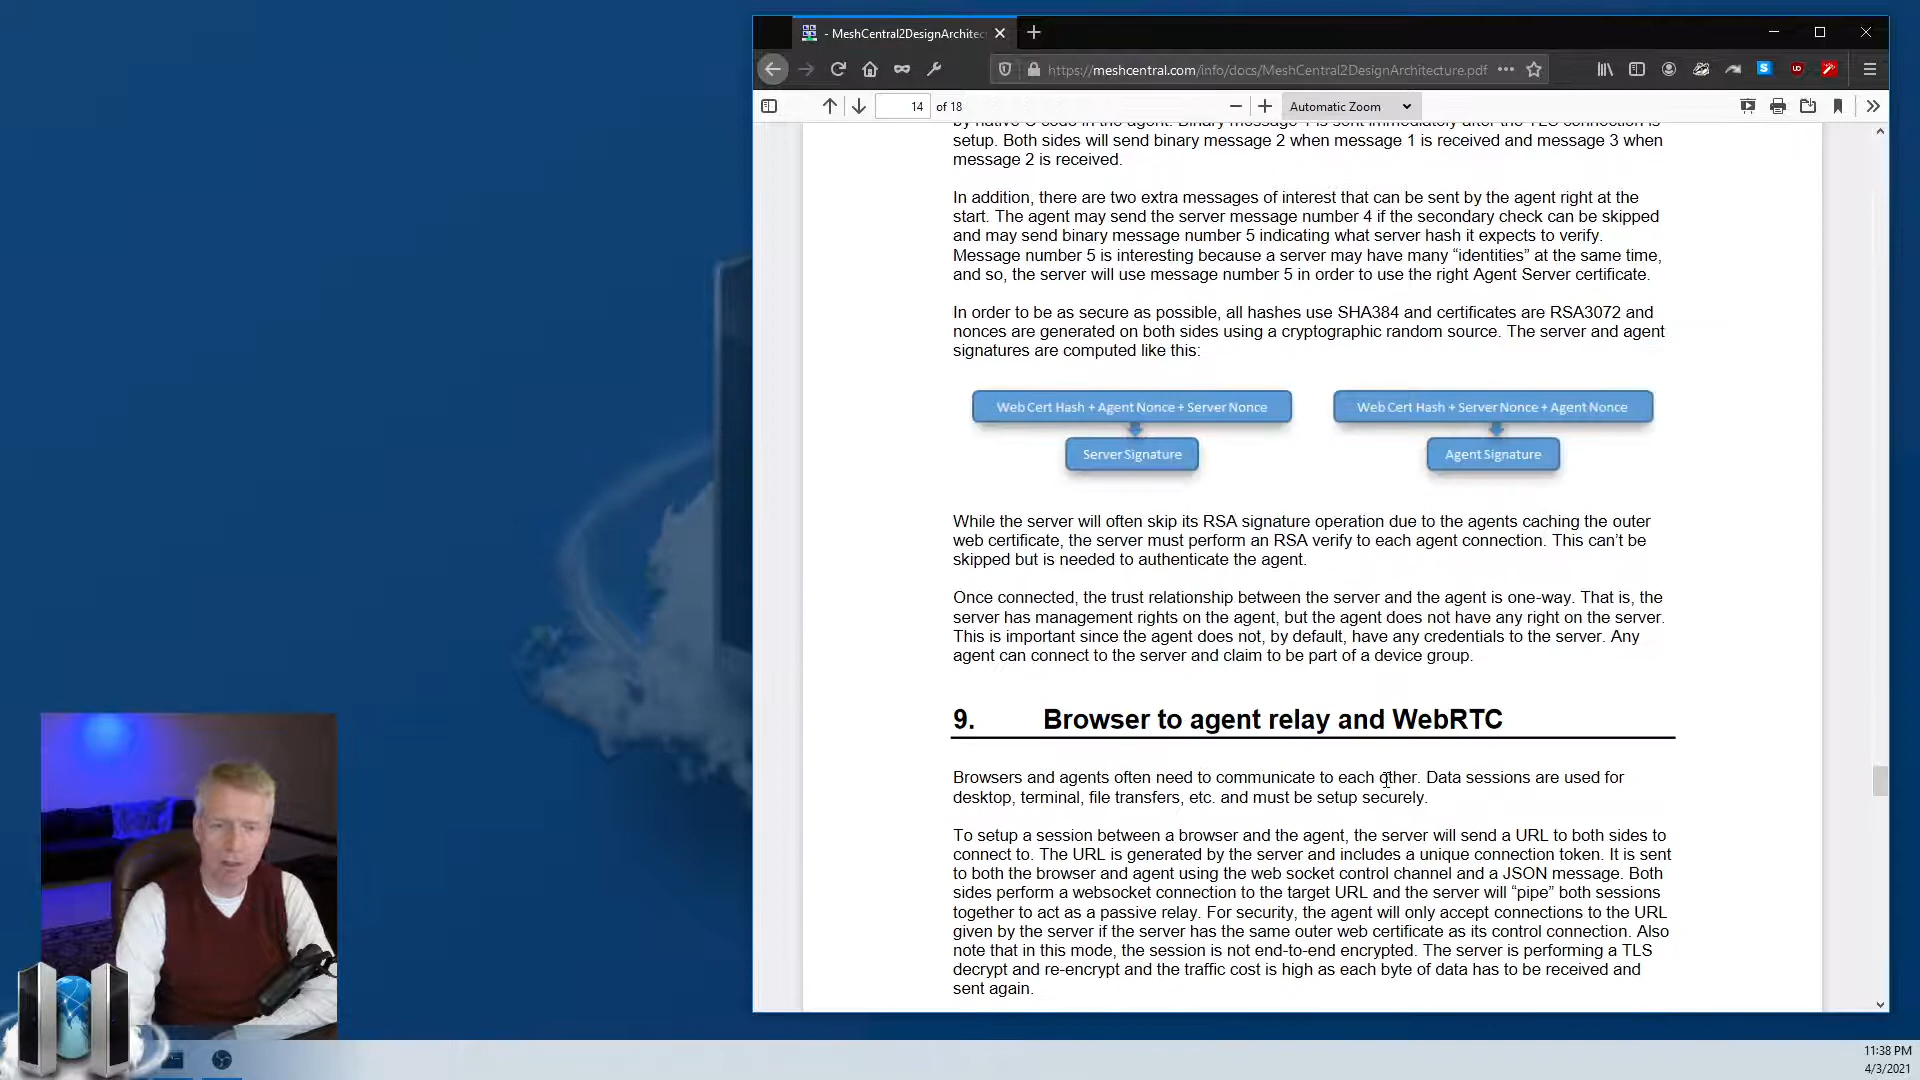 - MeshCentral2DesignArchitec
https://meshcentral.com/info/docs/MeshCentral2DesignArchitecture.pdf
14 of 18
Automatic Zoom
by native C code in the agent. Binary message 1 is sent immediately after the TLS connection is
setup. Both sides will send binary message 2 when message 1 is received and message 3 when
message 2 is received.
In addition, there are two extra messages of interest that can be sent by the agent right at the
start. The agent may send the server message number 4 if the secondary check can be skipped
and may send binary message number 5 indicating what server hash it expects to verify.
Message number 5 is interesting because a server may have many “identities” at the same time,
and so, the server will use message number 5 in order to use the right Agent Server certificate.
In order to be as secure as possible, all hashes use SHA384 and certificates are RSA3072 and
nonces are generated on both sides using a cryptographic random source. The server and agent
signatures are computed like this:
Web Cert Hash + Agent Nonce + Server Nonce
Web Cert Hash + Server Nonce + Agent Nonce
Server Signature
Agent Signature
While the server will often skip its RSA signature operation due to the agents caching the outer
web certificate, the server must perform an RSA verify to each agent connection. This can’t be
skipped but is needed to authenticate the agent.
Once connected, the trust relationship between the server and the agent is one-way. That is, the
server has management rights on the agent, but the agent does not have any right on the server.
This is important since the agent does not, by default, have any credentials to the server. Any
agent can connect to the server and claim to be part of a device group.
9. Browser to agent relay and WebRTC
Browsers and agents often need to communicate to each other. Data sessions are used for
desktop, terminal, file transfers, etc. and must be setup securely.
To setup a session between a browser and the agent, the server will send a URL to both sides to
connect to. The URL is generated by the server and includes a unique connection token. It is sent
to both the browser and agent using the web socket control channel and a JSON message. Both
sides perform a websocket connection to the target URL and the server will “pipe” both sessions
together to act as a passive relay. For security, the agent will only accept connections to the URL
given by the server if the server has the same outer web certificate as its control connection. Also
note that in this mode, the session is not end-to-end encrypted. The server is performing a TLS
decrypt and re-encrypt and the traffic cost is high as each byte of data has to be received and
sent again.
11:38 PM
4/3/2021